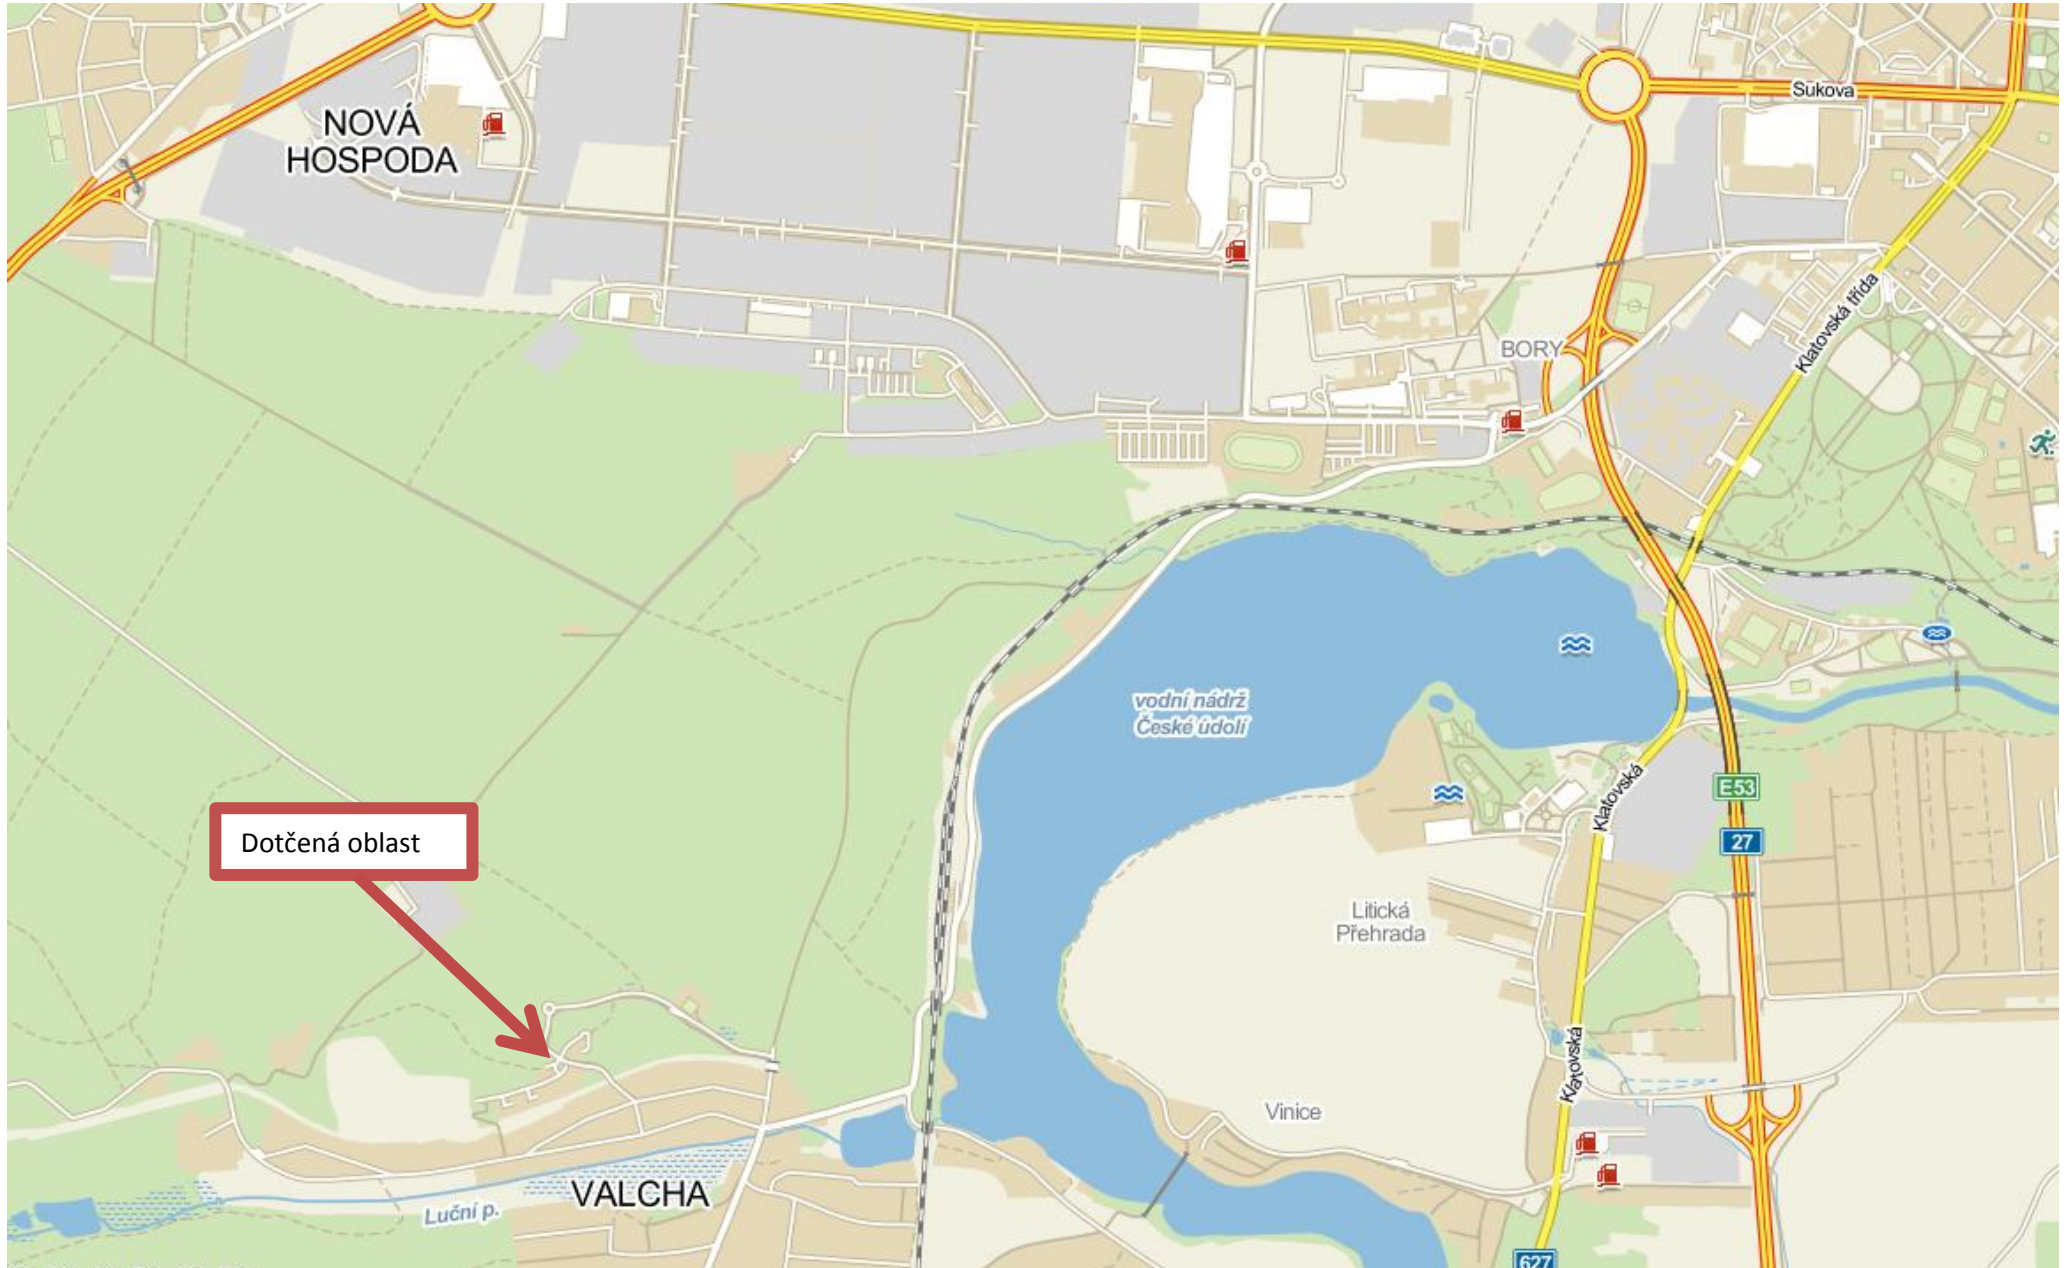 NOVÁ
HOSPODA
Sukova
Klatovská třída
BORY
vodní nádrž
České údolí
Klatovská
E53
27
Dotčená oblast
Litická
Přehrada
Klatovská
Vinice
VALCHA
Luční p.
627